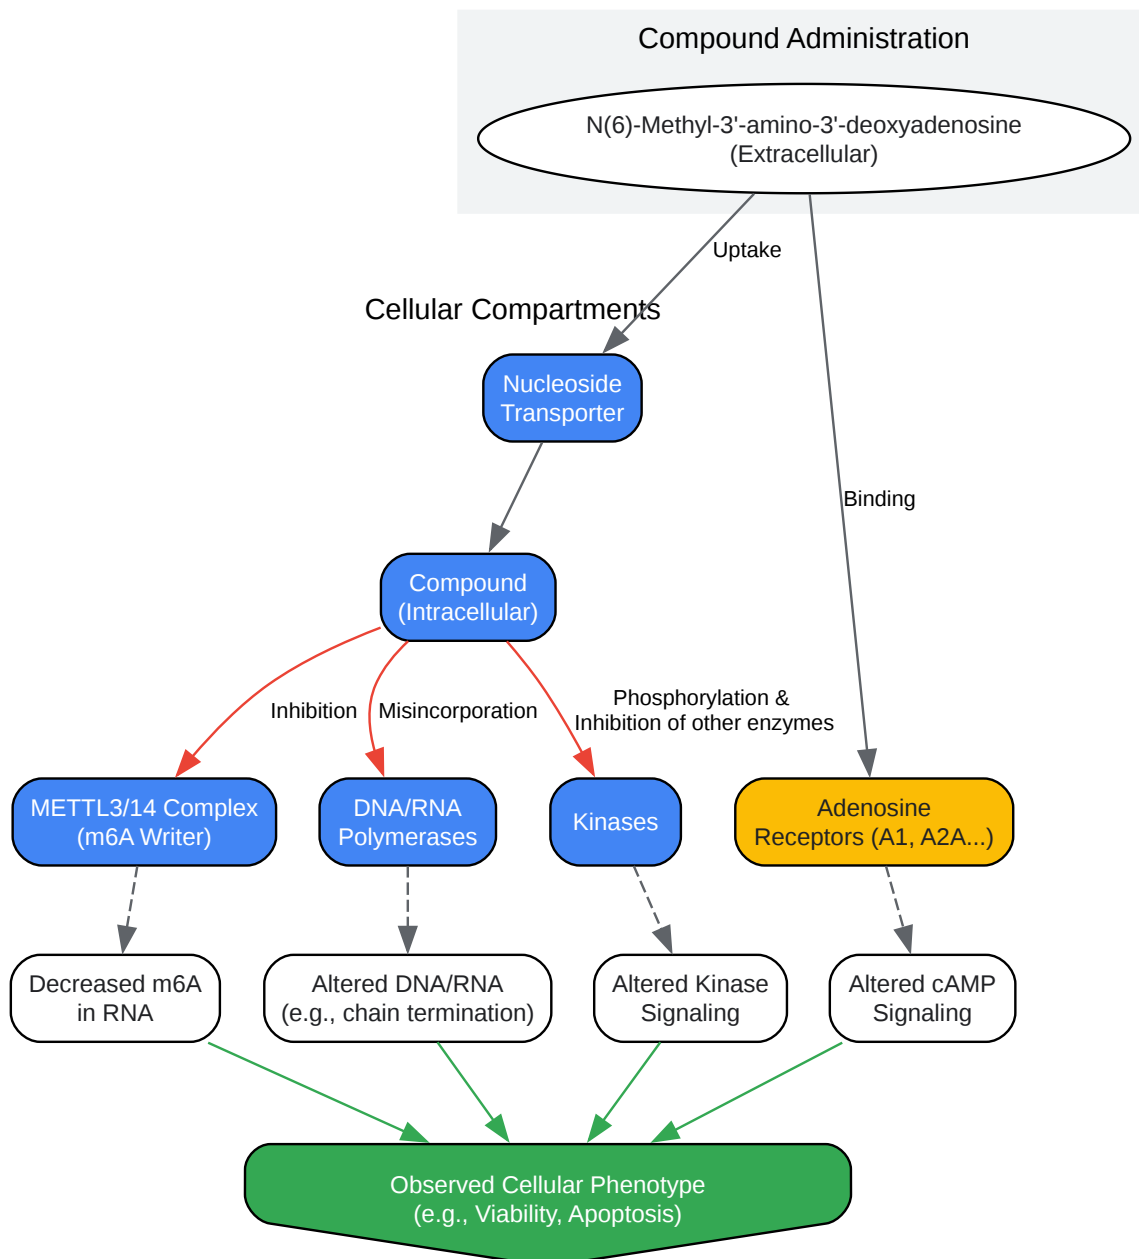 Compound Administration
N(6)-Methyl-3'-amino-3'-deoxyadenosine
(Extracellular)
Uptake
Cellular Compartments
Nucleoside
Transporter
Binding
Compound
(Intracellular)
Inhibition
Misincorporation
Phosphorylation &
Inhibition of other enzymes
METTL3/14 Complex
(m6A Writer)
DNA/RNA
Polymerases
Kinases
Adenosine
Receptors (A1, A2A...)
Decreased m6A
in RNA
Altered DNA/RNA
(e.g., chain termination)
Altered Kinase
Signaling
Altered cAMP
Signaling
Observed Cellular Phenotype
(e.g., Viability, Apoptosis)